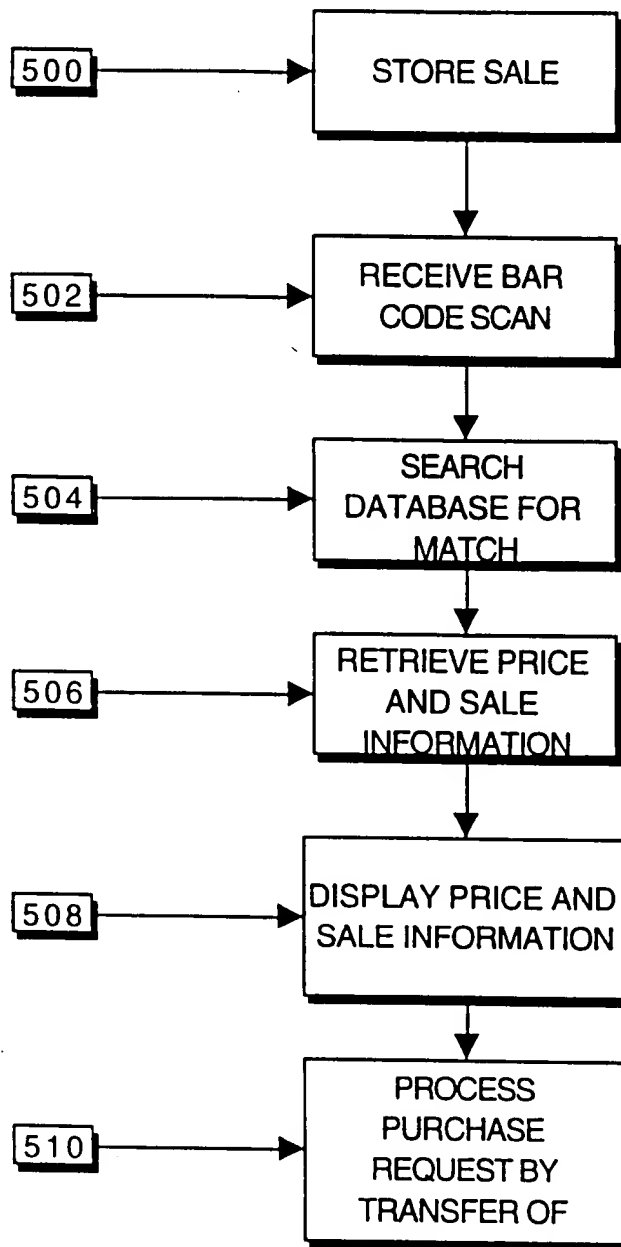 500
STORE SALE
502
RECEIVE BAR
CODE SCAN
504
SEARCH
DATABASE FOR
MATCH
506
RETRIEVE PRICE
AND SALE
INFORMATION
508
DISPLAY PRICE AND
SALE INFORMATION
510
PROCESS
PURCHASE
REQUEST BY
TRANSFER OF